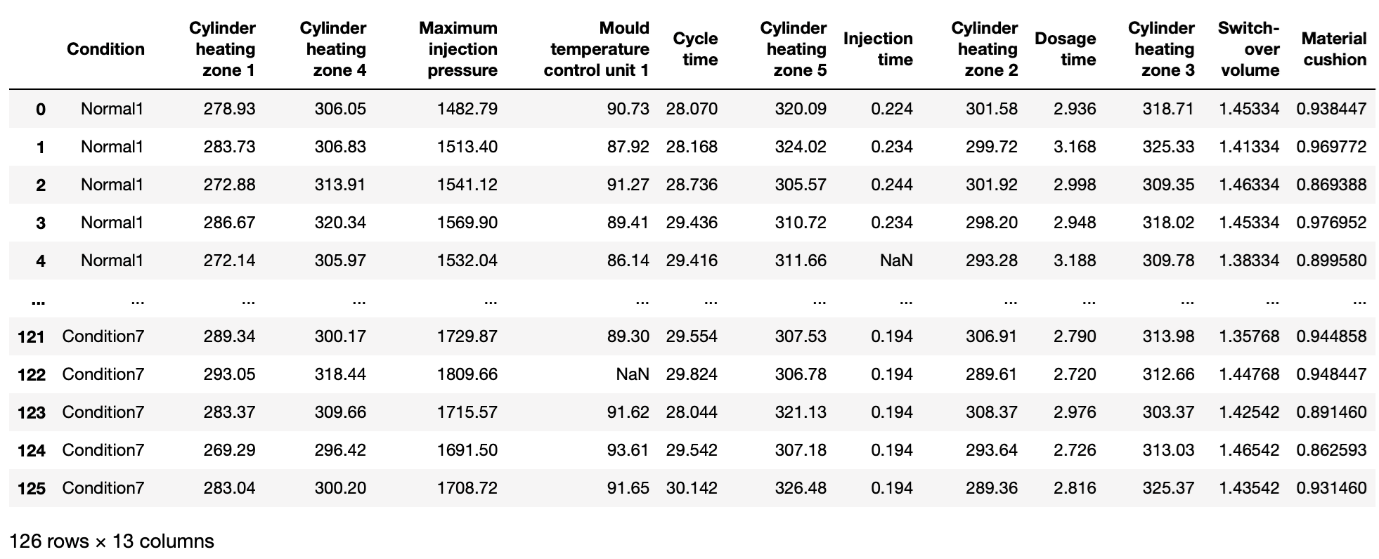 Condition Cylinder heating zone 1 Cylinder heating zone 4 Maximum injection pressure Mould temperature control unit 1 Cycle time Cylinder heating zone 5 Injection time Cylinder heating zone 2 Dosage time Cylinder heating zone 3 Switch-over volume Material cushion
0 Normal1 278.93 306.05 1482.79 90.73 28.070 320.09 0.224 301.58 2.936 318.71 1.45334 0.938447
1 Normal1 283.73 306.83 1513.40 87.92 28.168 324.02 0.234 299.72 3.168 325.33 1.41334 0.969772
2 Normal1 272.88 313.91 1541.12 91.27 28.736 305.57 0.244 301.92 2.998 309.35 1.46334 0.869388
3 Normal1 286.67 320.34 1569.90 89.41 29.436 310.72 0.234 298.20 2.948 318.02 1.45334 0.976952
4 Normal1 272.14 305.97 1532.04 86.14 29.416 311.66 NaN 293.28 3.188 309.78 1.38334 0.899580
... ... ... ... ... ... ... ... ... ... ... ... ... ...
121 Condition7 289.34 300.17 1729.87 89.30 29.554 307.53 0.194 306.91 2.790 313.98 1.35768 0.944858
122 Condition7 293.05 318.44 1809.66 NaN 29.824 306.78 0.194 289.61 2.720 312.66 1.44768 0.948447
123 Condition7 283.37 309.66 1715.57 91.62 28.044 321.13 0.194 308.37 2.976 303.37 1.42542 0.891460
124 Condition7 269.29 296.42 1691.50 93.61 29.542 307.18 0.194 293.64 2.726 313.03 1.46542 0.862593
125 Condition7 283.04 300.20 1708.72 91.65 30.142 326.48 0.194 289.36 2.816 325.37 1.43542 0.931460
126 rows × 13 columns